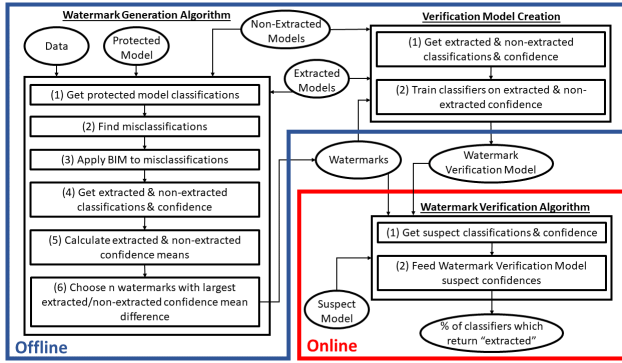 Watermark Generation Algorithm
Data
Protected
Model
Non-Extracted
Models
Extracted
Models
(1) Get protected model classifications
(2) Find misclassifications
(3) Apply BIM to misclassifications
(4) Get extracted & non-extracted
classifications & confidence
(5) Calculate extracted & non-extracted
confidence means
(6) Choose n watermarks with largest
extracted/non-extracted confidence mean
difference
Offline
Verification Model Creation
(1) Get extracted & non-extracted
classifications & confidence
(2) Train classifiers on extracted & non-
extracted confidence
Watermarks
Watermark
Verification Model
Watermark Verification Algorithm
(1) Get suspect classifications & confidence
(2) Feed Watermark Verification Model
suspect confidences
Suspect
Model
% of classifiers which
return “extracted”
Online